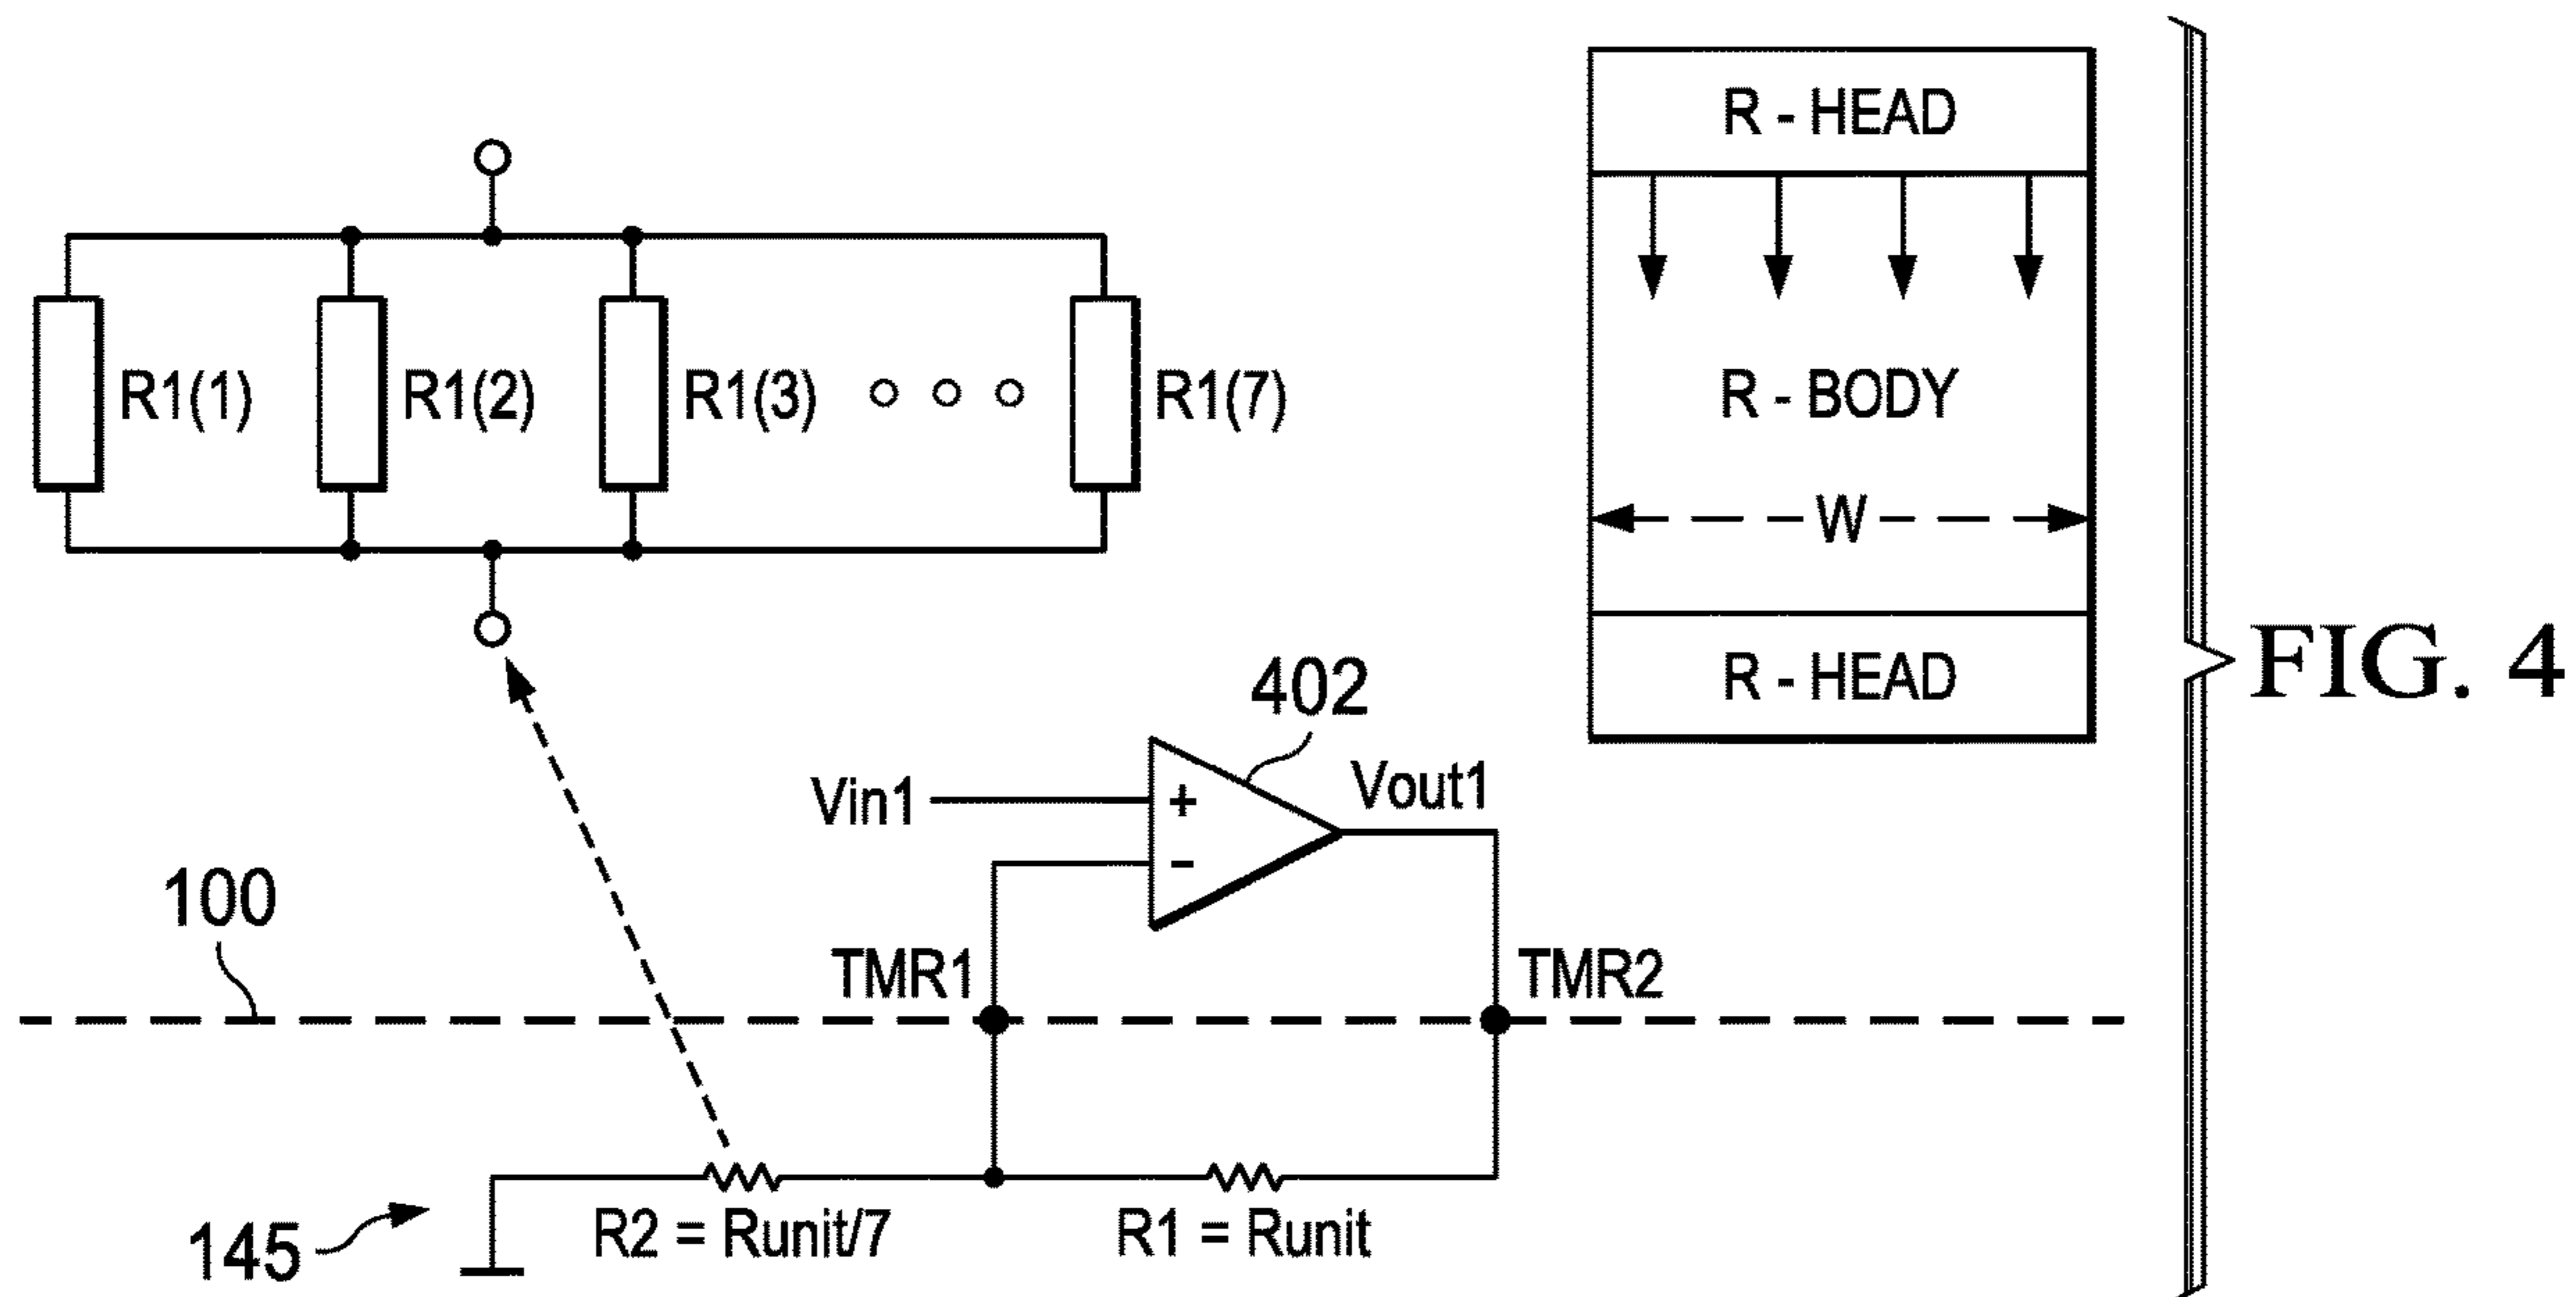 R - HEAD
R1(1)
R1(2)
R1(3)
R1(7)
R - BODY
W
R - HEAD
FIG. 4
402
Vin1
+
-
Vout1
100
TMR1
TMR2
145
R2 = Runit/7
R1 = Runit